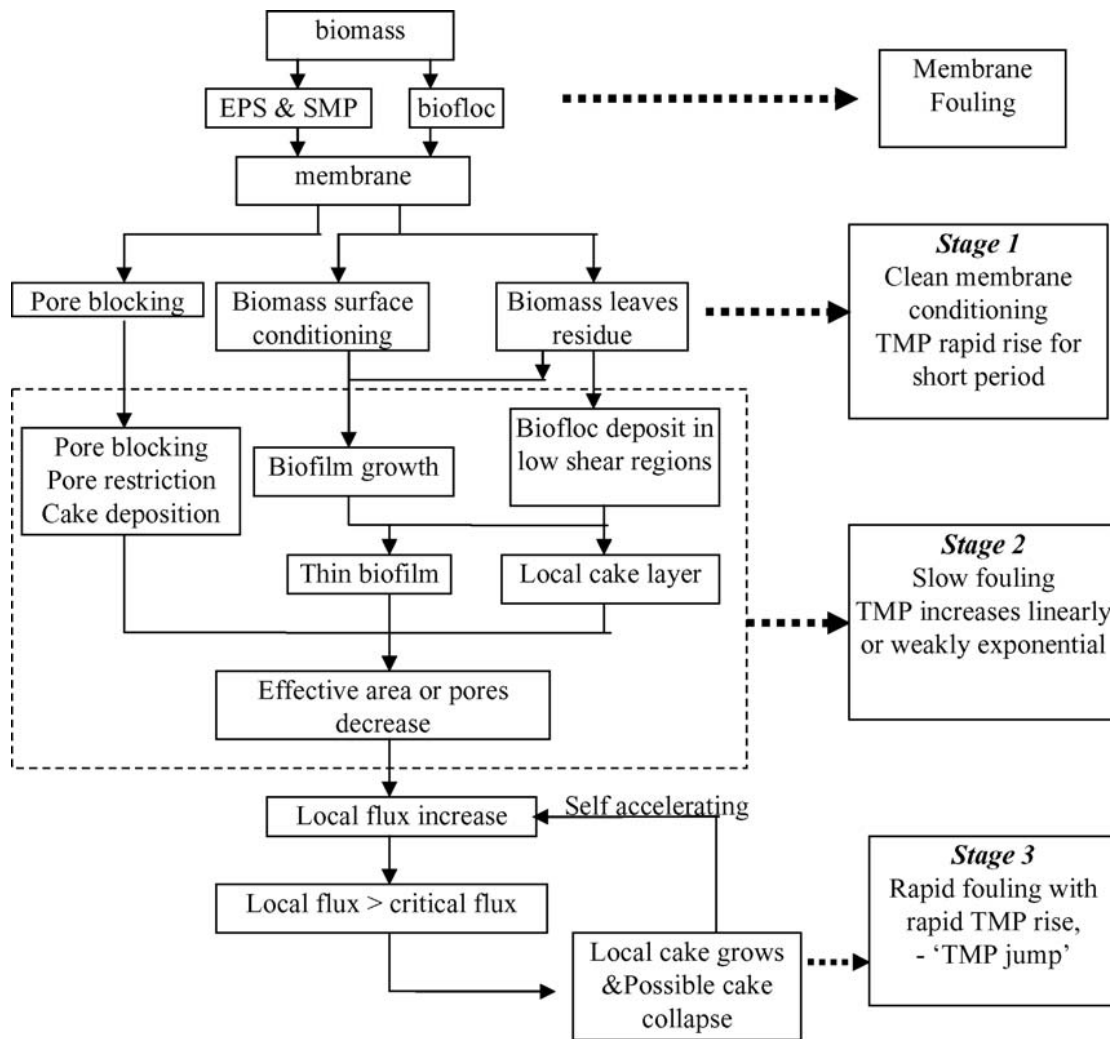 biomass
EPS & SMP
biofloc
Membrane
Fouling
membrane
Pore blocking
Biomass surface
conditioning
Biomass leaves
residue
Stage 1
Clean membrane
conditioning
TMP rapid rise for
short period
Pore blocking
Pore restriction
Cake deposition
Biofilm growth
Biofloc deposit in
low shear regions
Thin biofilm
Local cake layer
Stage 2
Slow fouling
TMP increases linearly
or weakly exponential
Effective area or pores
decrease
Local flux increase
Self accelerating
Local flux > critical flux
Local cake grows
&Possible cake
collapse
Stage 3
Rapid fouling with
rapid TMP rise,
- ‘TMP jump’